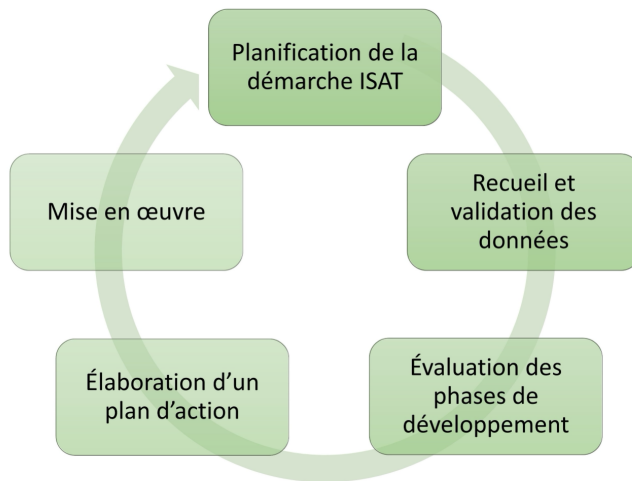 Planification de la
démarche ISAT
Recueil et
validation des
données
Évaluation des
phases de
développement
Élaboration d'un
plan d'action
Mise en œuvre